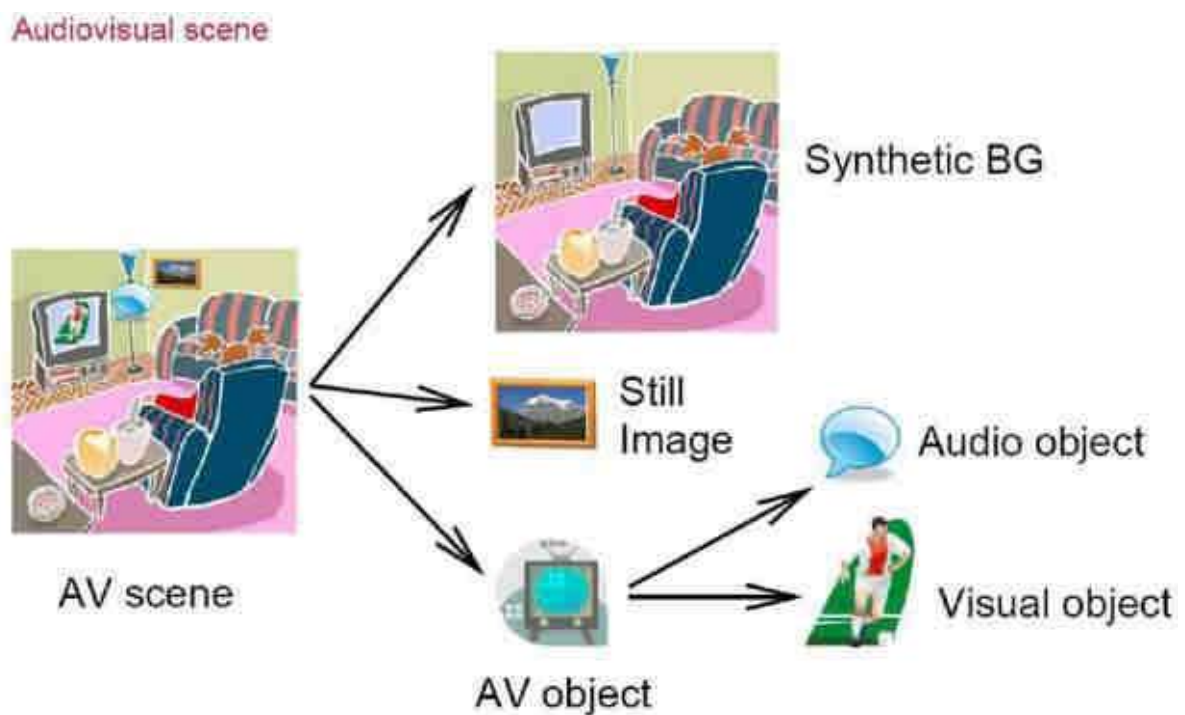 Audiovisual scene
Synthetic BG
Still
Image
Audio object
AV scene
Visual object
AV object